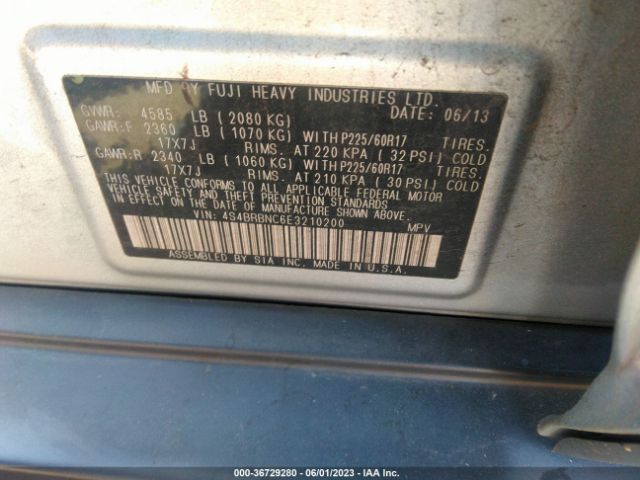 MFD BY FUJI HEAVY INDUSTRIES LTD.
GVWR: 4585 LB ( 2080 KG) DATE: 06/13
GAWR:F 2360 LB ( 1070 KG) WITH P225/60R17 TIRES.
17X7J RIMS. AT 220 KPA ( 32 PSI) COLD
GAWR:R 2340 LB ( 1060 KG) WITH P225/60R17 TIRES.
17X7J RIMS. AT 210 KPA ( 30 PSI) COLD
THIS VEHICLE CONFORMS TO ALL APPLICABLE FEDERAL MOTOR
VEHICLE SAFETY AND THEFT PREVENTION STANDARDS
IN EFFECT ON THE DATE OF MANUFACTURE SHOWN ABOVE.
VIN: 4S4BRBNC6E3210200 MPV
ASSEMBLED BY SIA INC. MADE IN U.S.A.
000-36729280 - 06/01/2023 - IAA Inc.